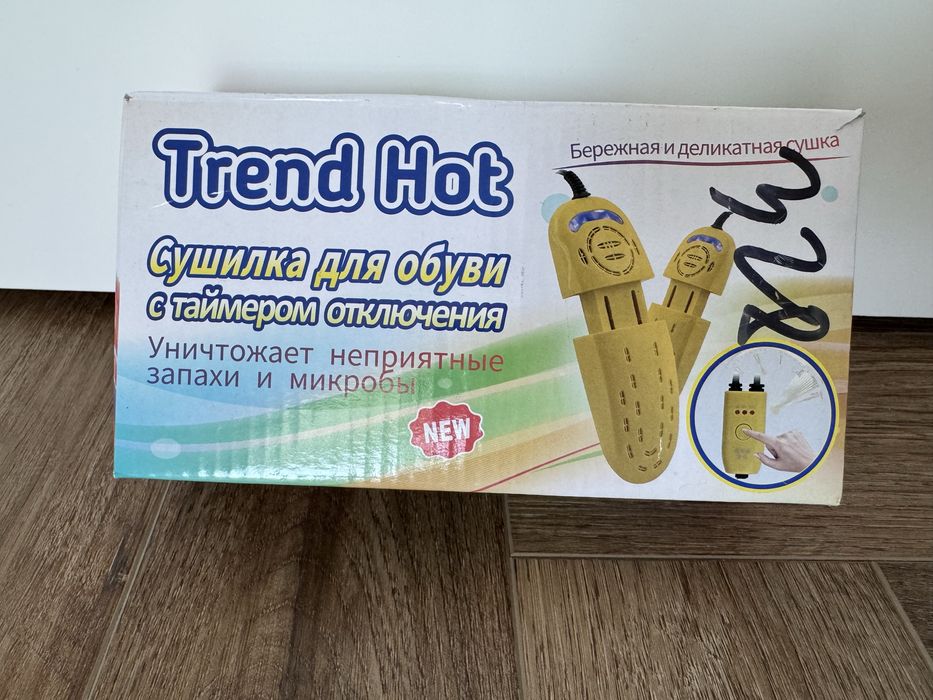 Trend Hot
Бережная и деликатная сушка
Сушилка для обуви
с таймером отключения
Уничтожает неприятные
запахи и микробы
NEW